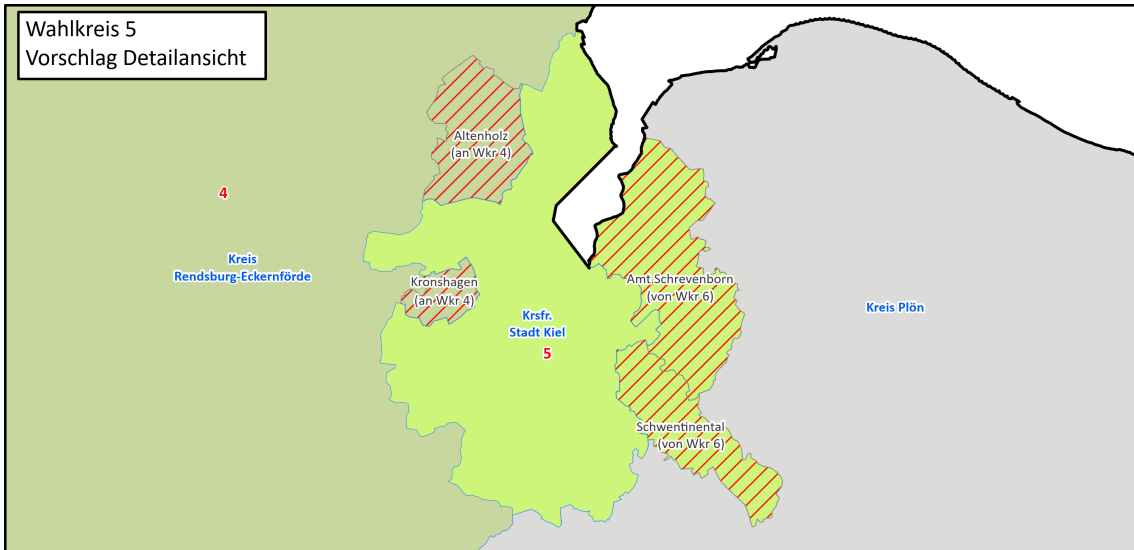 Wahlkreis 5
Vorschlag Detailansicht
Altenholz
(an Wkr 4)
4
Kreis
Rendsburg-Eckernförde
Kronshagen
(an Wkr 4)
Amt Schrevenborn
(von Wkr 6)
Kreis Plön
Krsfr.
Stadt Kiel
5
Schwentinental
(von Wkr 6)